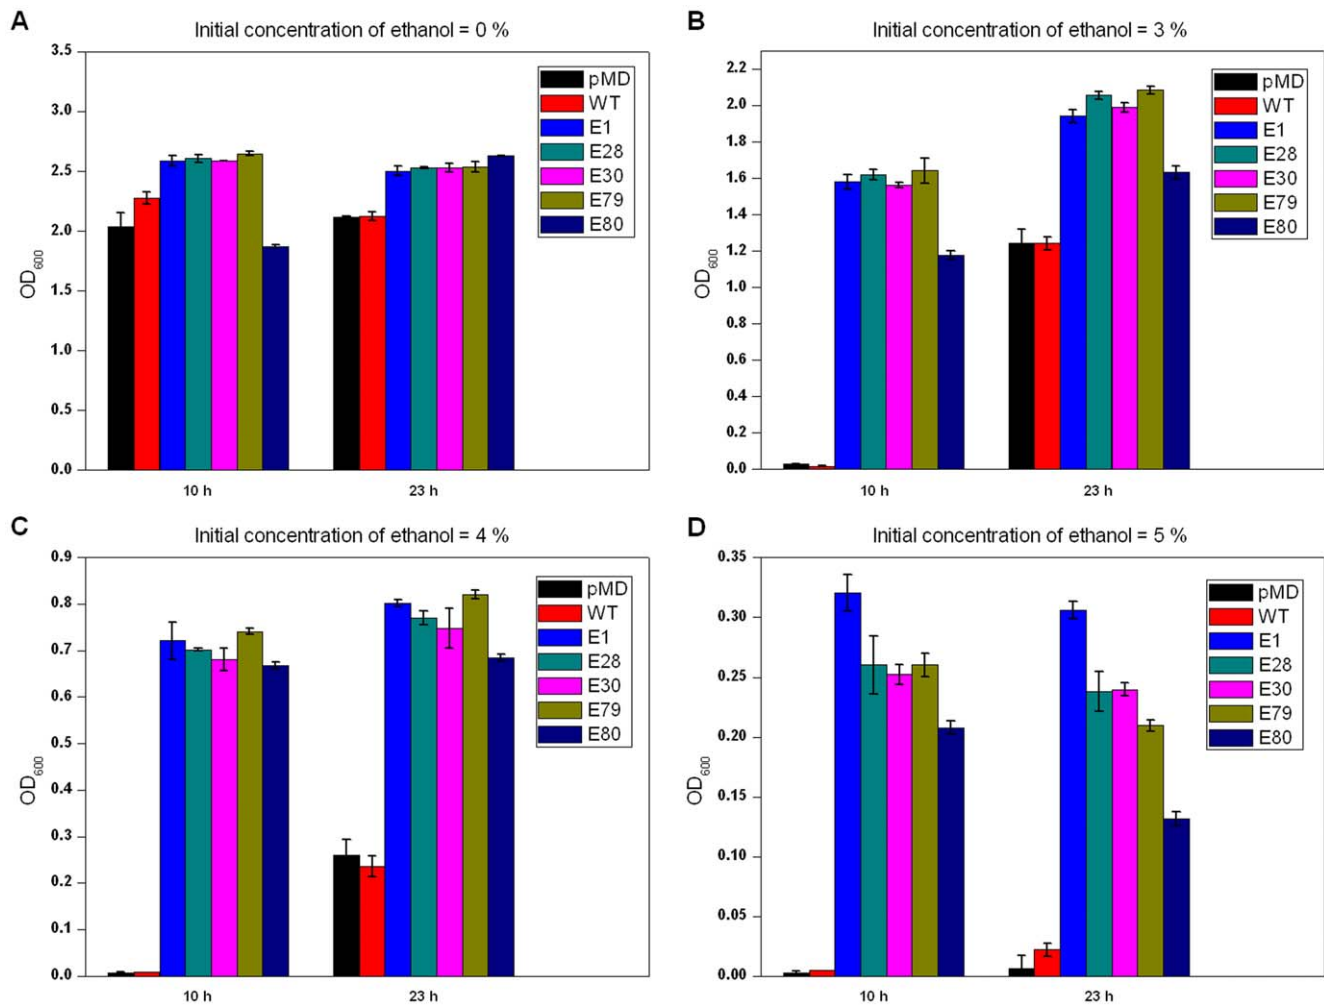 A
Initial concentration of ethanol = 0 %
3.5
3.0
2.5
2.0
1.5
1.0
0.5
0.0
OD600
pMD
WT
E1
E28
E30
E79
E80
10 h
23 h
B
Initial concentration of ethanol = 3 %
2.2
2.0
1.8
1.6
1.4
1.2
1.0
0.8
0.6
0.4
0.2
0.0
OD600
pMD
WT
E1
E28
E30
E79
E80
10 h
23 h
C
Initial concentration of ethanol = 4 %
0.9
0.8
0.7
0.6
0.5
0.4
0.3
0.2
0.1
0.0
OD600
pMD
WT
E1
E28
E30
E79
E80
10 h
23 h
D
Initial concentration of ethanol = 5 %
0.35
0.30
0.25
0.20
0.15
0.10
0.05
0.00
OD600
pMD
WT
E1
E28
E30
E79
E80
10 h
23 h